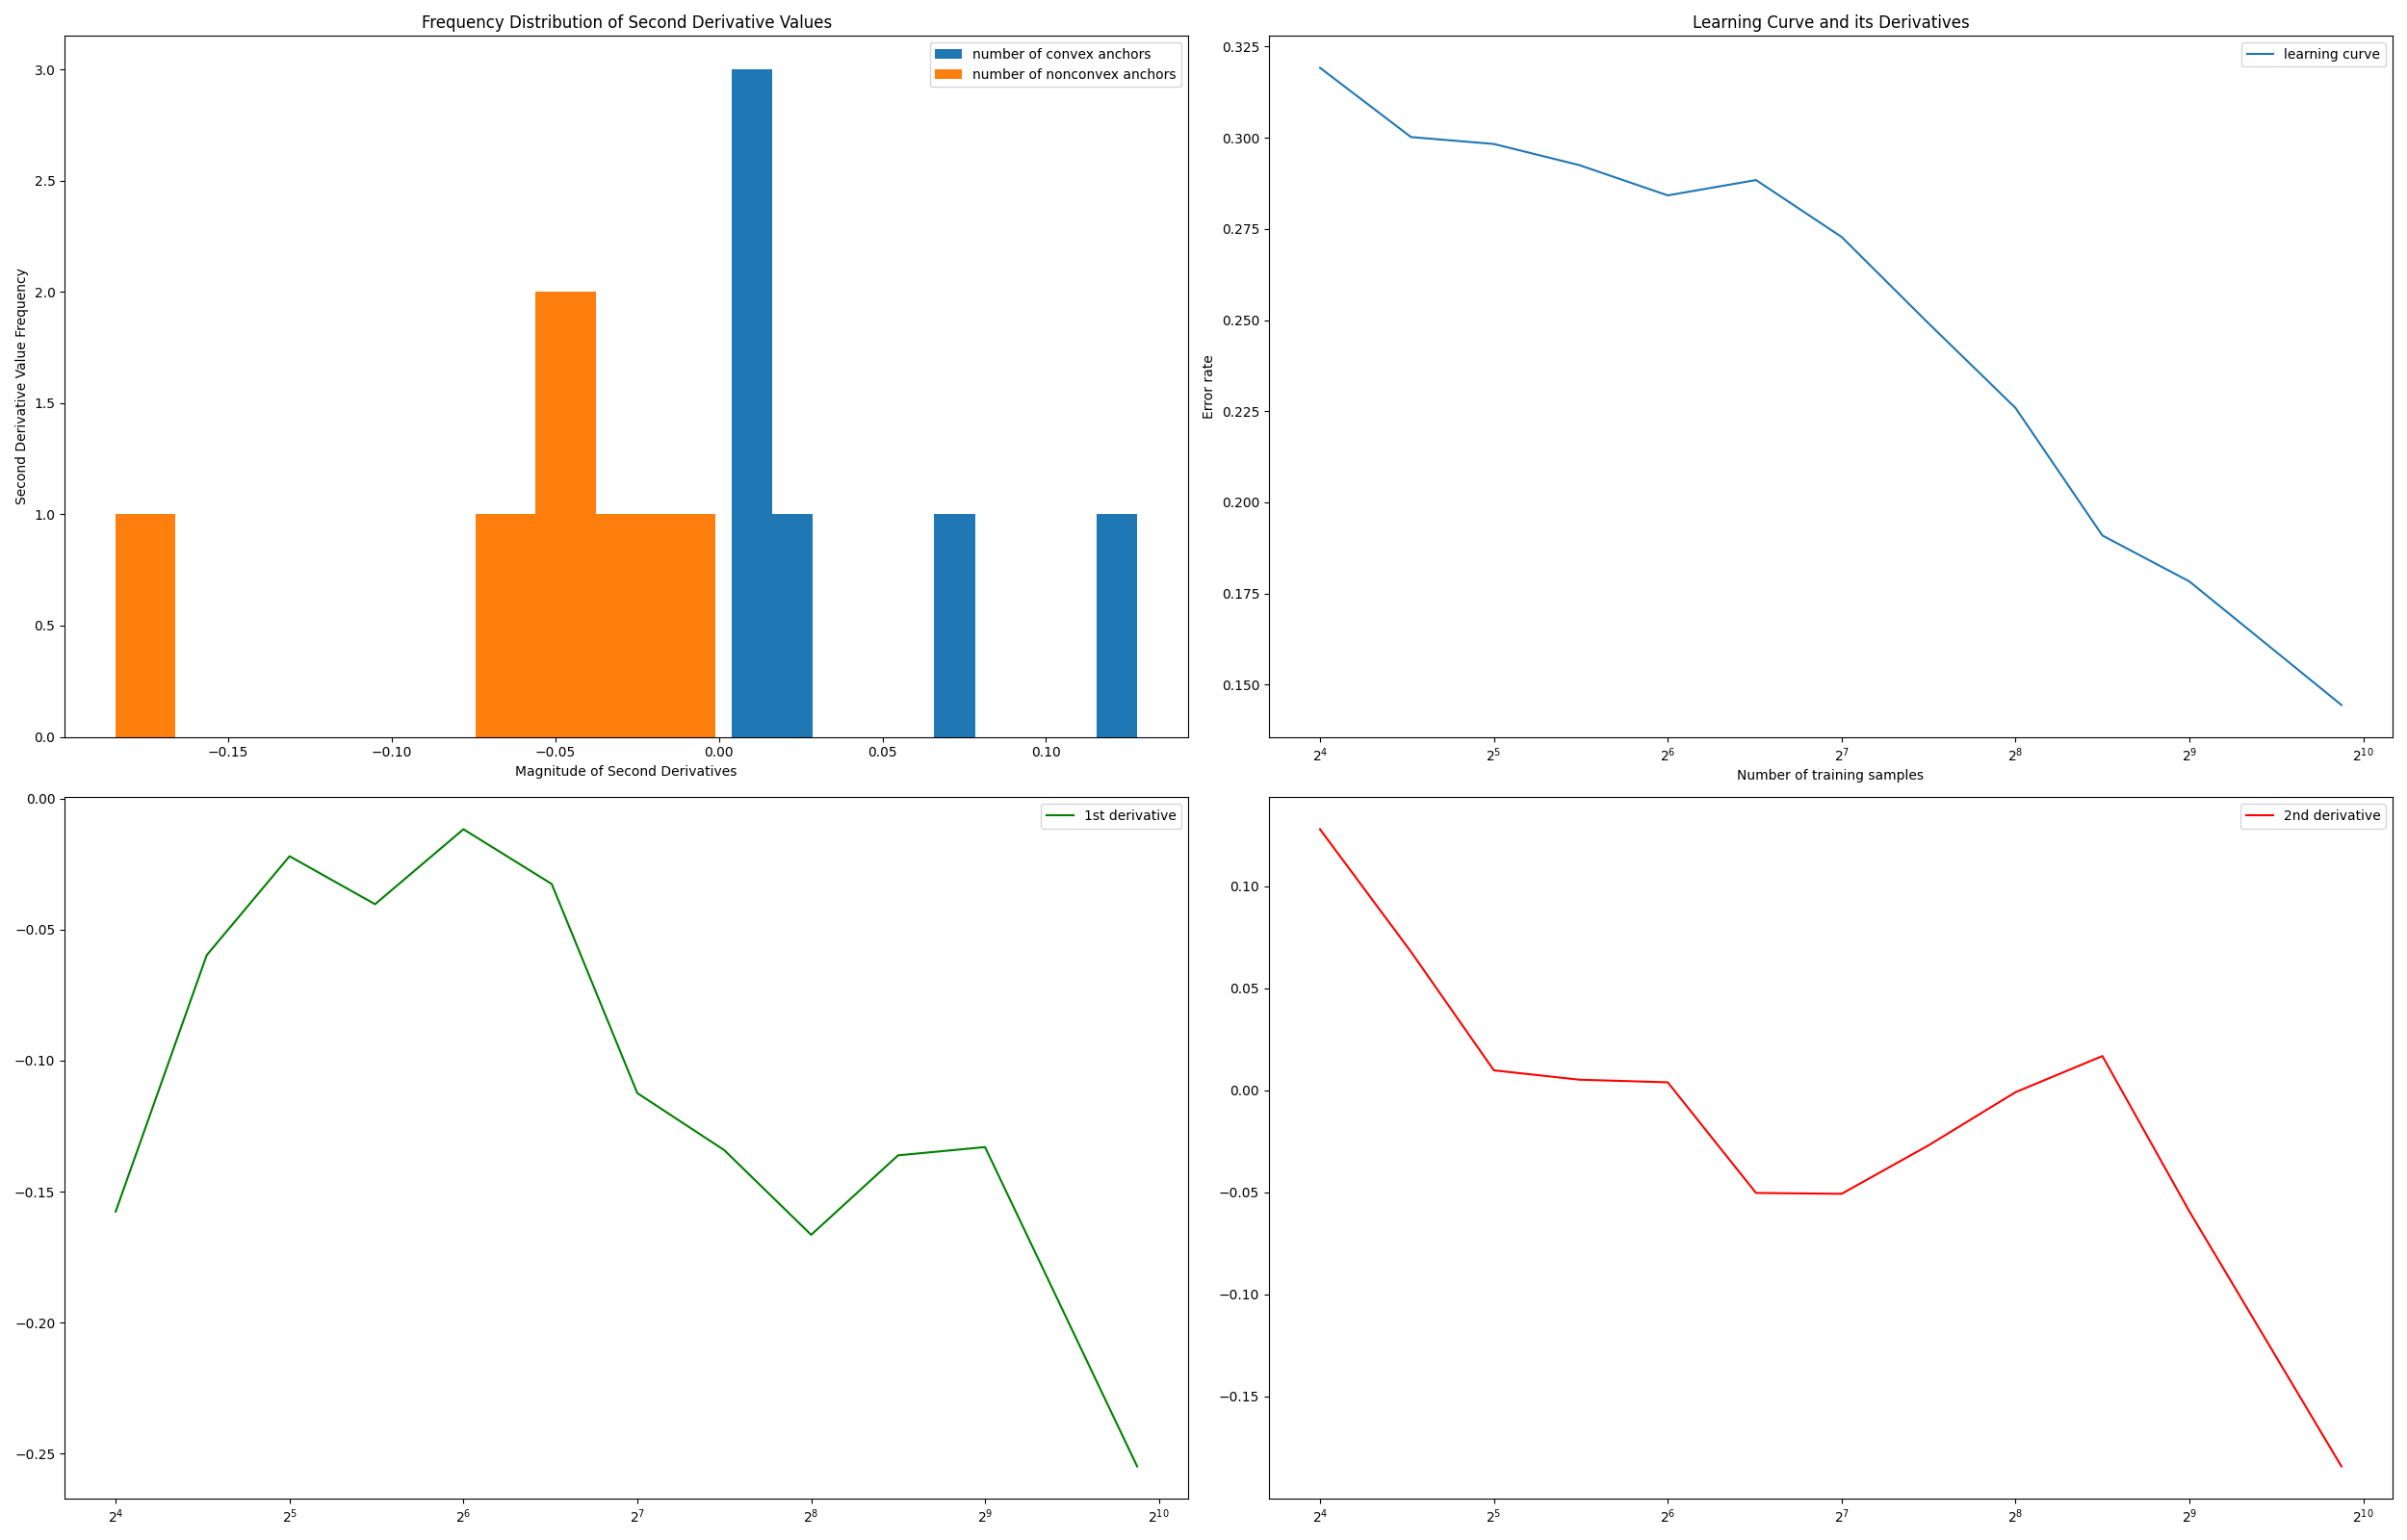 Frequency Distribution of Second Derivative Values
number of convex anchors
number of nonconvex anchors
Second Derivative Value Frequency
3.0
2.5
2.0
1.5
1.0
0.5
0.0
−0.15 −0.10 −0.05 0.00 0.05 0.10
Magnitude of Second Derivatives
Learning Curve and its Derivatives
learning curve
Error rate
0.325
0.300
0.275
0.250
0.225
0.200
0.175
0.150
2⁴ 2⁵ 2⁶ 2⁷ 2⁸ 2⁹ 2¹⁰
Number of training samples
1st derivative
0.00
−0.05
−0.10
−0.15
−0.20
−0.25
2⁴ 2⁵ 2⁶ 2⁷ 2⁸ 2⁹ 2¹⁰
2nd derivative
0.10
0.05
0.00
−0.05
−0.10
−0.15
2⁴ 2⁵ 2⁶ 2⁷ 2⁸ 2⁹ 2¹⁰